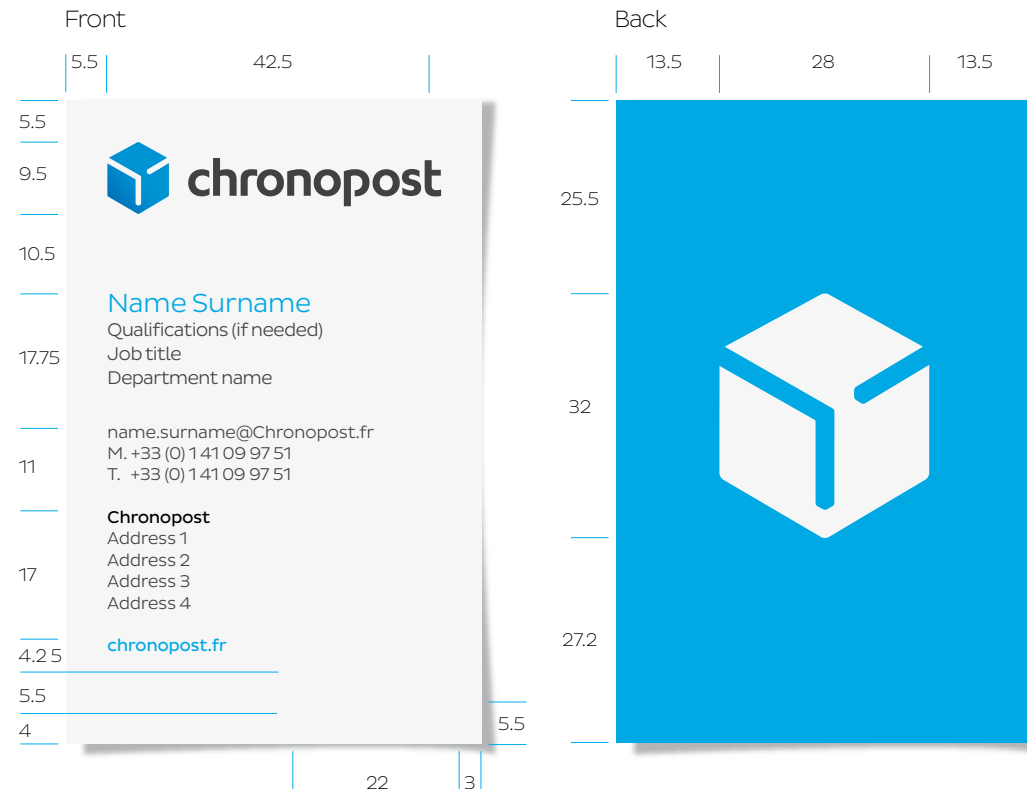 Front
Back
5.5
42.5
13.5
28
13.5
5.5
9.5
10.5
17.75
11
17
4.2 5
5.5
4
chronopost
Name Surname
Qualifications (if needed)
Job title
Department name
name.surname@Chronopost.fr
M. +33 (0) 1 41 09 97 51
T. +33 (0) 1 41 09 97 51
Chronopost
Address 1
Address 2
Address 3
Address 4
chronopost.fr
5.5
22
3
25.5
32
27.2